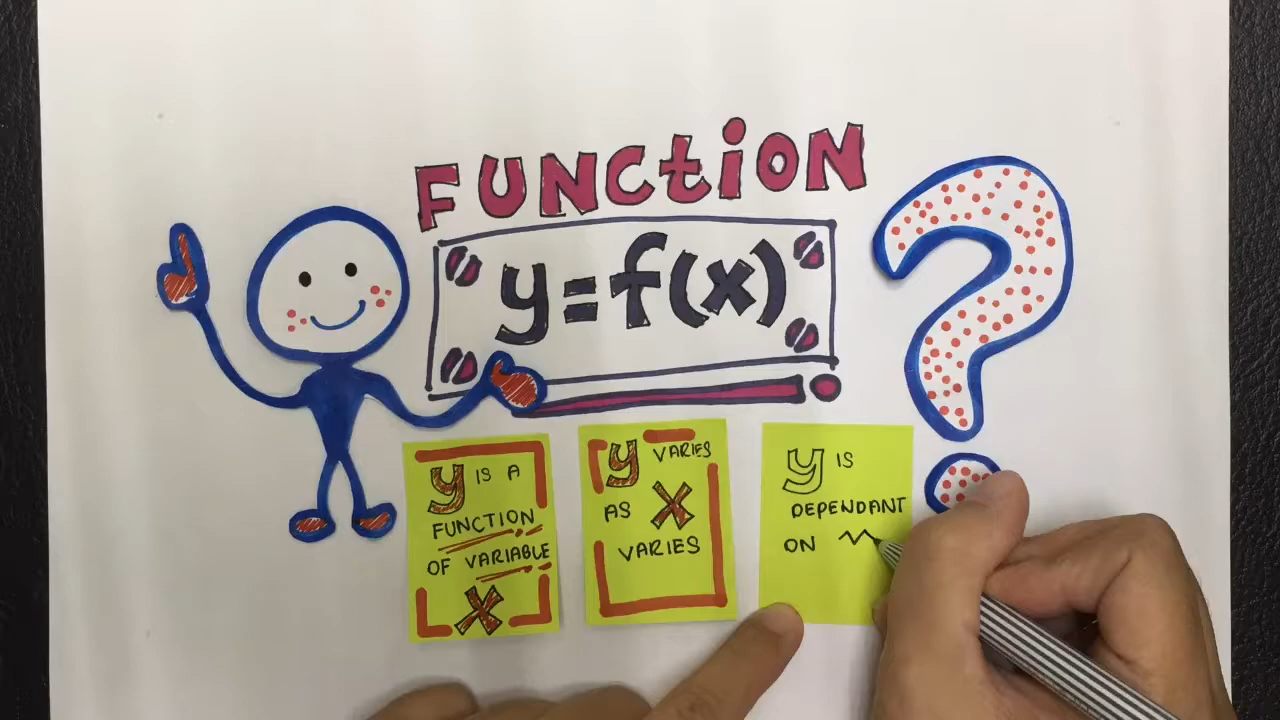 FUNCTiON
y=f(x)
y IS A
FUNCTION
OF VARIABLE
X
y VARIES
AS X
VARIES
y IS
DEPENDANT
ON